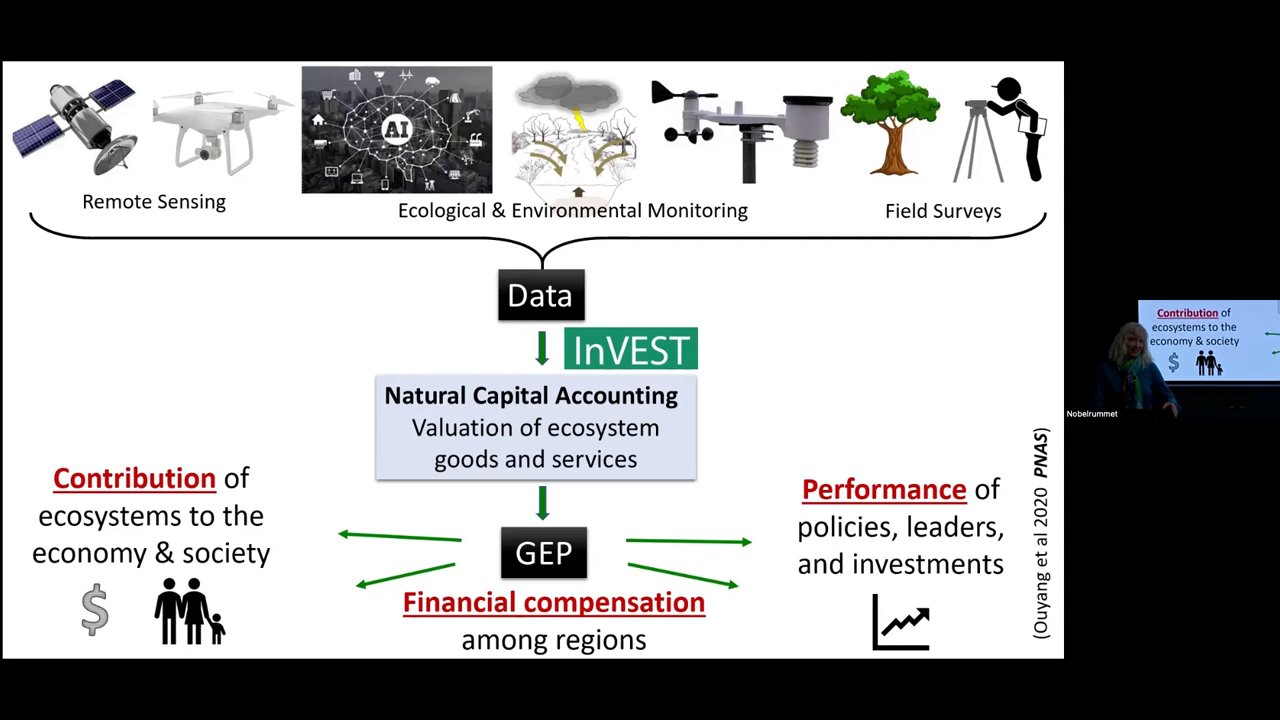 AI
Remote Sensing
Ecological & Environmental Monitoring
Field Surveys
Data
InVEST
Natural Capital Accounting
Valuation of ecosystem
goods and services
GEP
Contribution of
ecosystems to the
economy & society
$
Financial compensation
among regions
Performance of
policies, leaders,
and investments
(Ouyang et al 2020 PNAS)
Contribution of
ecosystems to the
economy & society
$
Nobelrummet